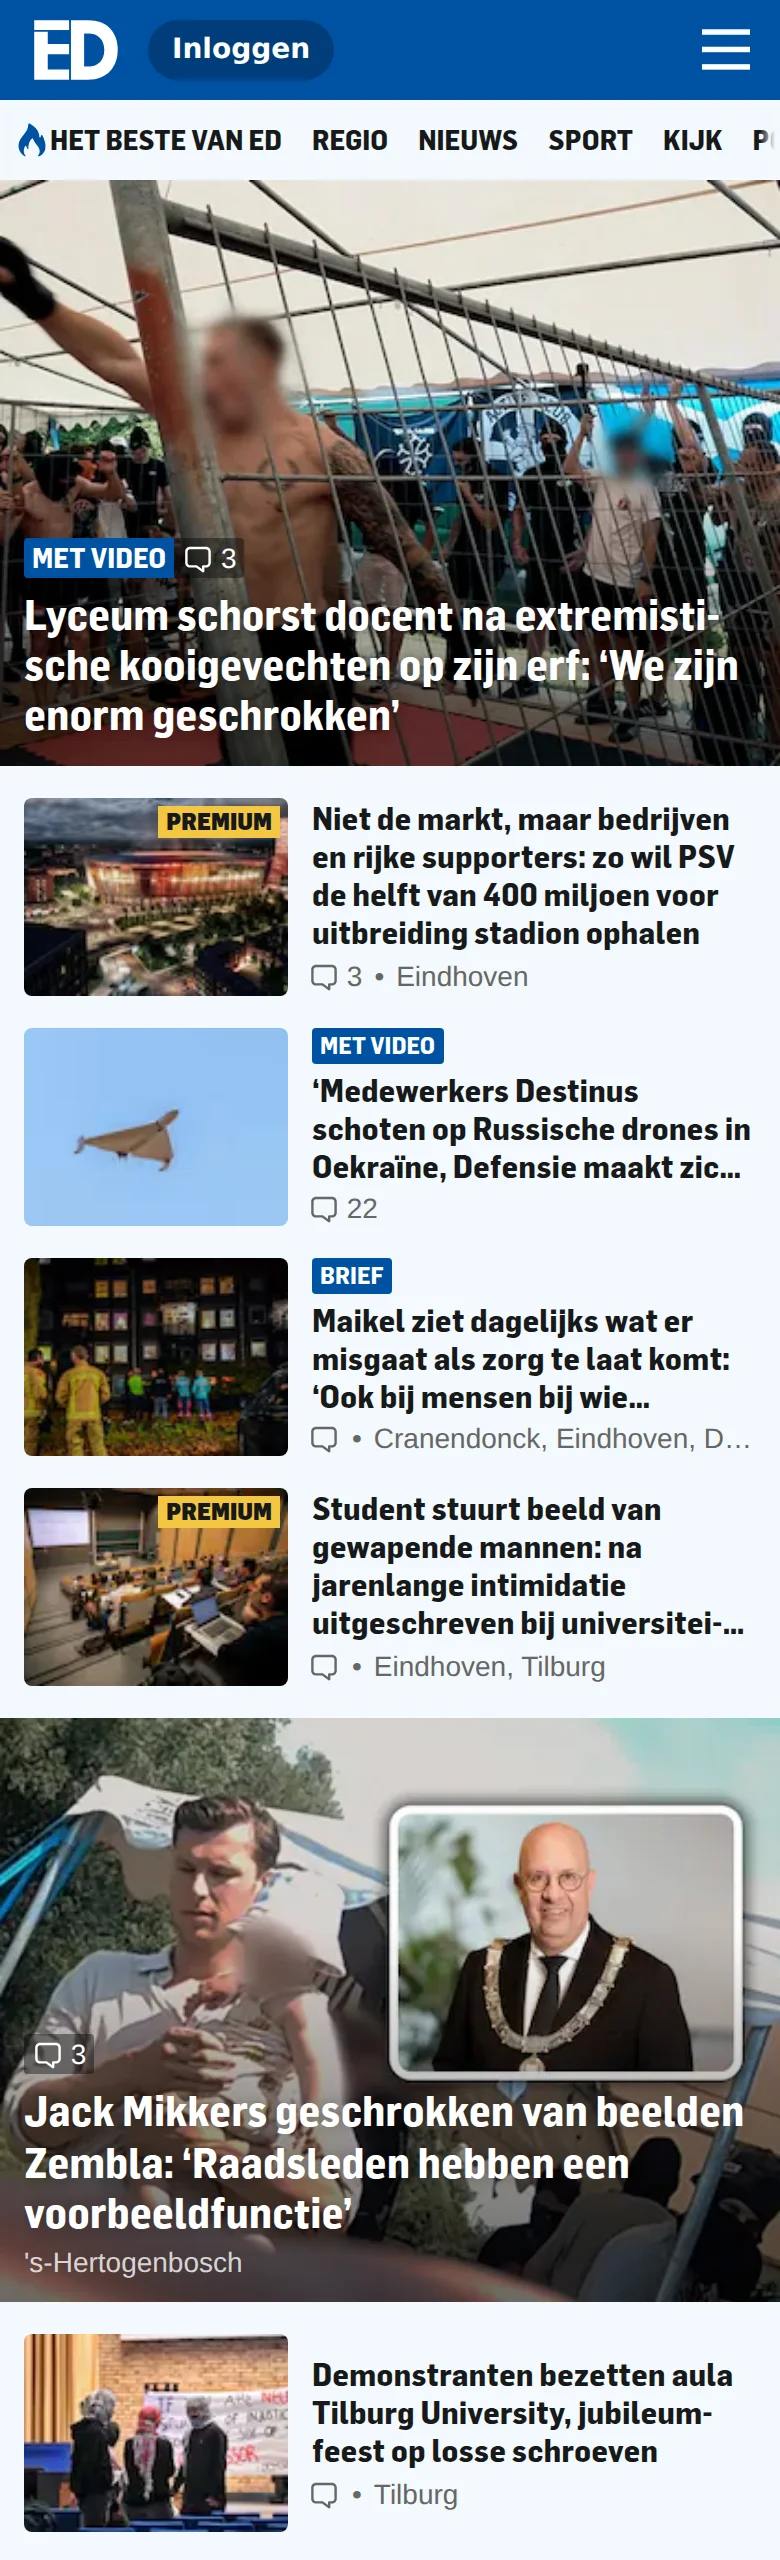 ED
Inloggen
HET BESTE VAN ED REGIO NIEUWS SPORT KIJK
MET VIDEO 3
Lyceum schorst docent na extremisti-
sche kooigevechten op zijn erf: ‘We zijn
enorm geschrokken’
PREMIUM
Niet de markt, maar bedrijven
en rijke supporters: zo wil PSV
de helft van 400 miljoen voor
uitbreiding stadion ophalen
3 • Eindhoven
MET VIDEO
‘Medewerkers Destinus
schoten op Russische drones in
Oekraïne, Defensie maakt zic...
22
BRIEF
Maikel ziet dagelijks wat er
misgaat als zorg te laat komt:
‘Ook bij mensen bij wie...
• Cranendonck, Eindhoven, D...
PREMIUM
Student stuurt beeld van
gewapende mannen: na
jarenlange intimidatie
uitgeschreven bij universitei-...
• Eindhoven, Tilburg
3
Jack Mikkers geschrokken van beelden
Zembla: ‘Raadsleden hebben een
voorbeeldfunctie’
's-Hertogenbosch
Demonstranten bezetten aula
Tilburg University, jubileum-
feest op losse schroeven
• Tilburg